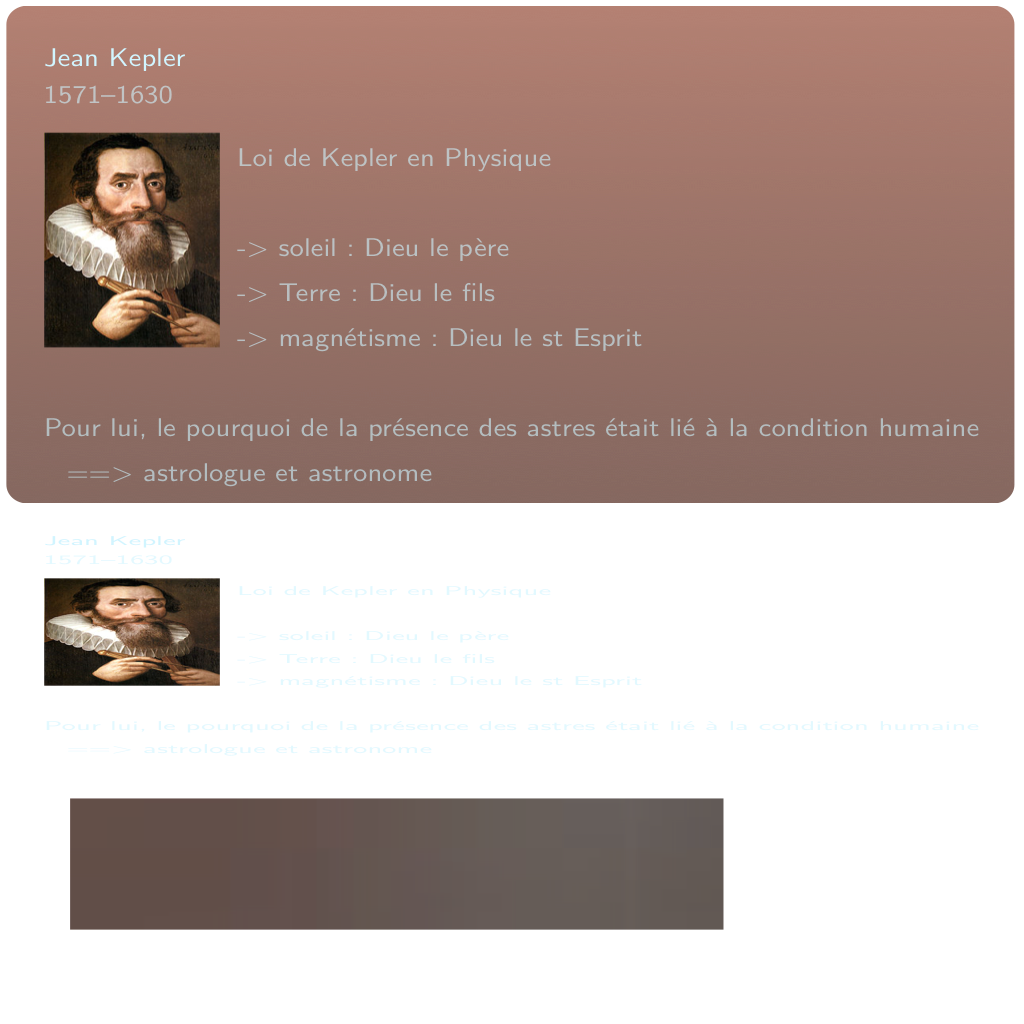 Jean Kepler
1571–1630
Loi de Kepler en Physique
-> soleil : Dieu le père
-> Terre : Dieu le fils
-> magnétisme : Dieu le st Esprit
Pour lui, le pourquoi de la présence des astres était lié à la condition humaine
==> astrologue et astronome
Jean Kepler
1571–1630
Loi de Kepler en Physique
-> soleil : Dieu le père
-> Terre : Dieu le fils
-> magnétisme : Dieu le st Esprit
Pour lui, le pourquoi de la présence des astres était lié à la condition humaine
==> astrologue et astronome